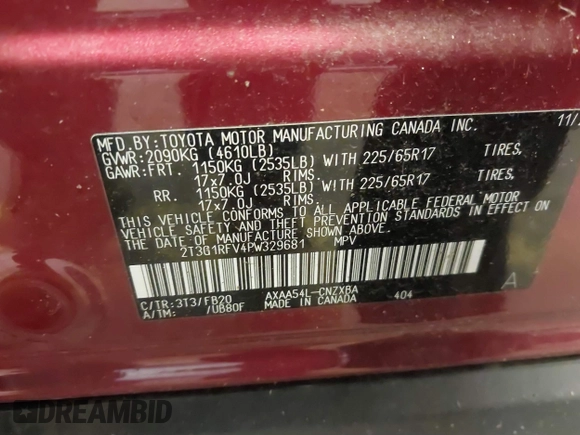 MFD.BY:TOYOTA MOTOR MANUFACTURING CANADA INC. 11/
GVWR:2090KG (4610LB)
GAWR:FRT. 1150KG (2535LB) WITH 225/65R17 TIRES,
17x7.0J RIMS.
RR. 1150KG (2535LB) WITH 225/65R17 TIRES,
17x7.0J RIMS.
THIS VEHICLE CONFORMS TO ALL APPLICABLE FEDERAL MOTOR
VEHICLE SAFETY AND THEFT PREVENTION STANDARDS IN EFFECT ON
THE DATE OF MANUFACTURE SHOWN ABOVE.
2T3G1RFV4PW329681 MPV
C/TR:3T3/FB20 AXAA54L-CNZXBA A
A/TM: /UB80F MADE IN CANADA 404
DREAMBID